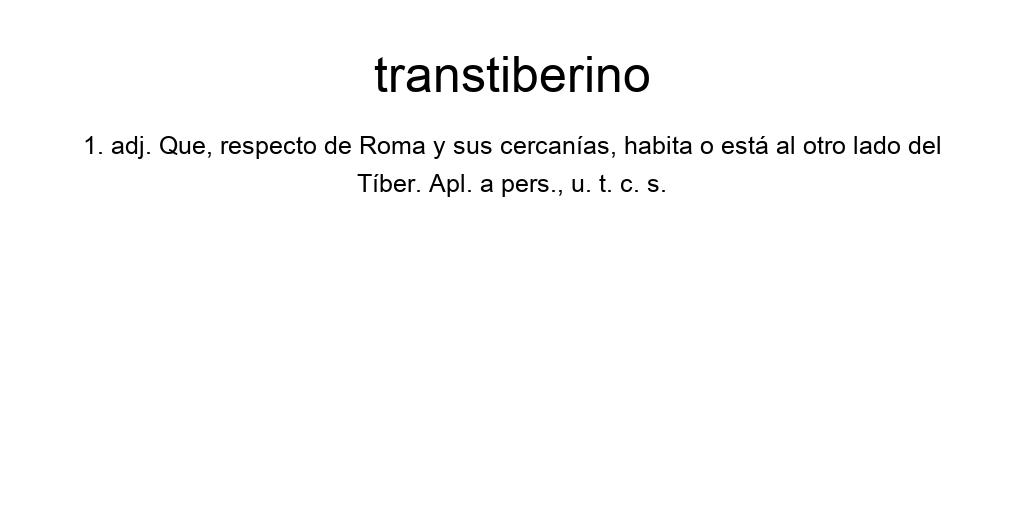 transtiberino
1. adj. Que, respecto de Roma y sus cercanías, habita o está al otro lado del
Tíber. Apl. a pers., u. t. c. s.